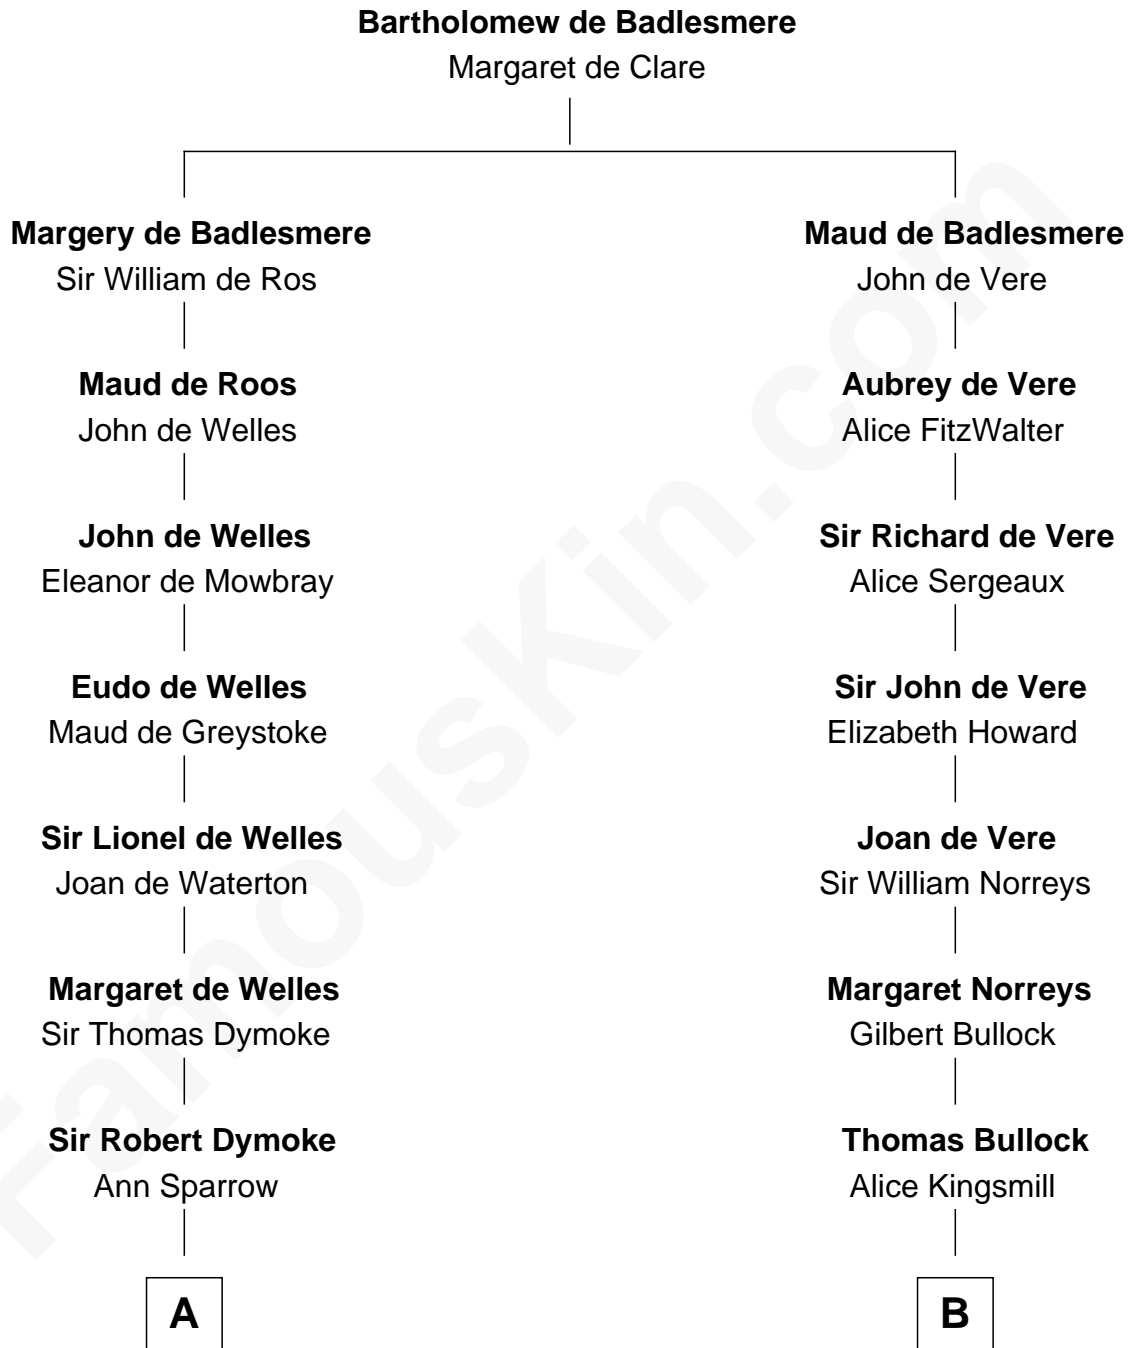 Bartholomew de Badlesmere
Margaret de Clare
Margery de Badlesmere
Sir William de Ros
Maud de Badlesmere
John de Vere
Maud de Roos
John de Welles
Aubrey de Vere
Alice FitzWalter
John de Welles
Eleanor de Mowbray
Sir Richard de Vere
Alice Sergeaux
Eudo de Welles
Maud de Greystoke
Sir John de Vere
Elizabeth Howard
Sir Lionel de Welles
Joan de Waterton
Joan de Vere
Sir William Norreys
Margaret de Welles
Sir Thomas Dymoke
Margaret Norreys
Gilbert Bullock
Sir Robert Dymoke
Ann Sparrow
Thomas Bullock
Alice Kingsmill
A
B
FamousKin.com